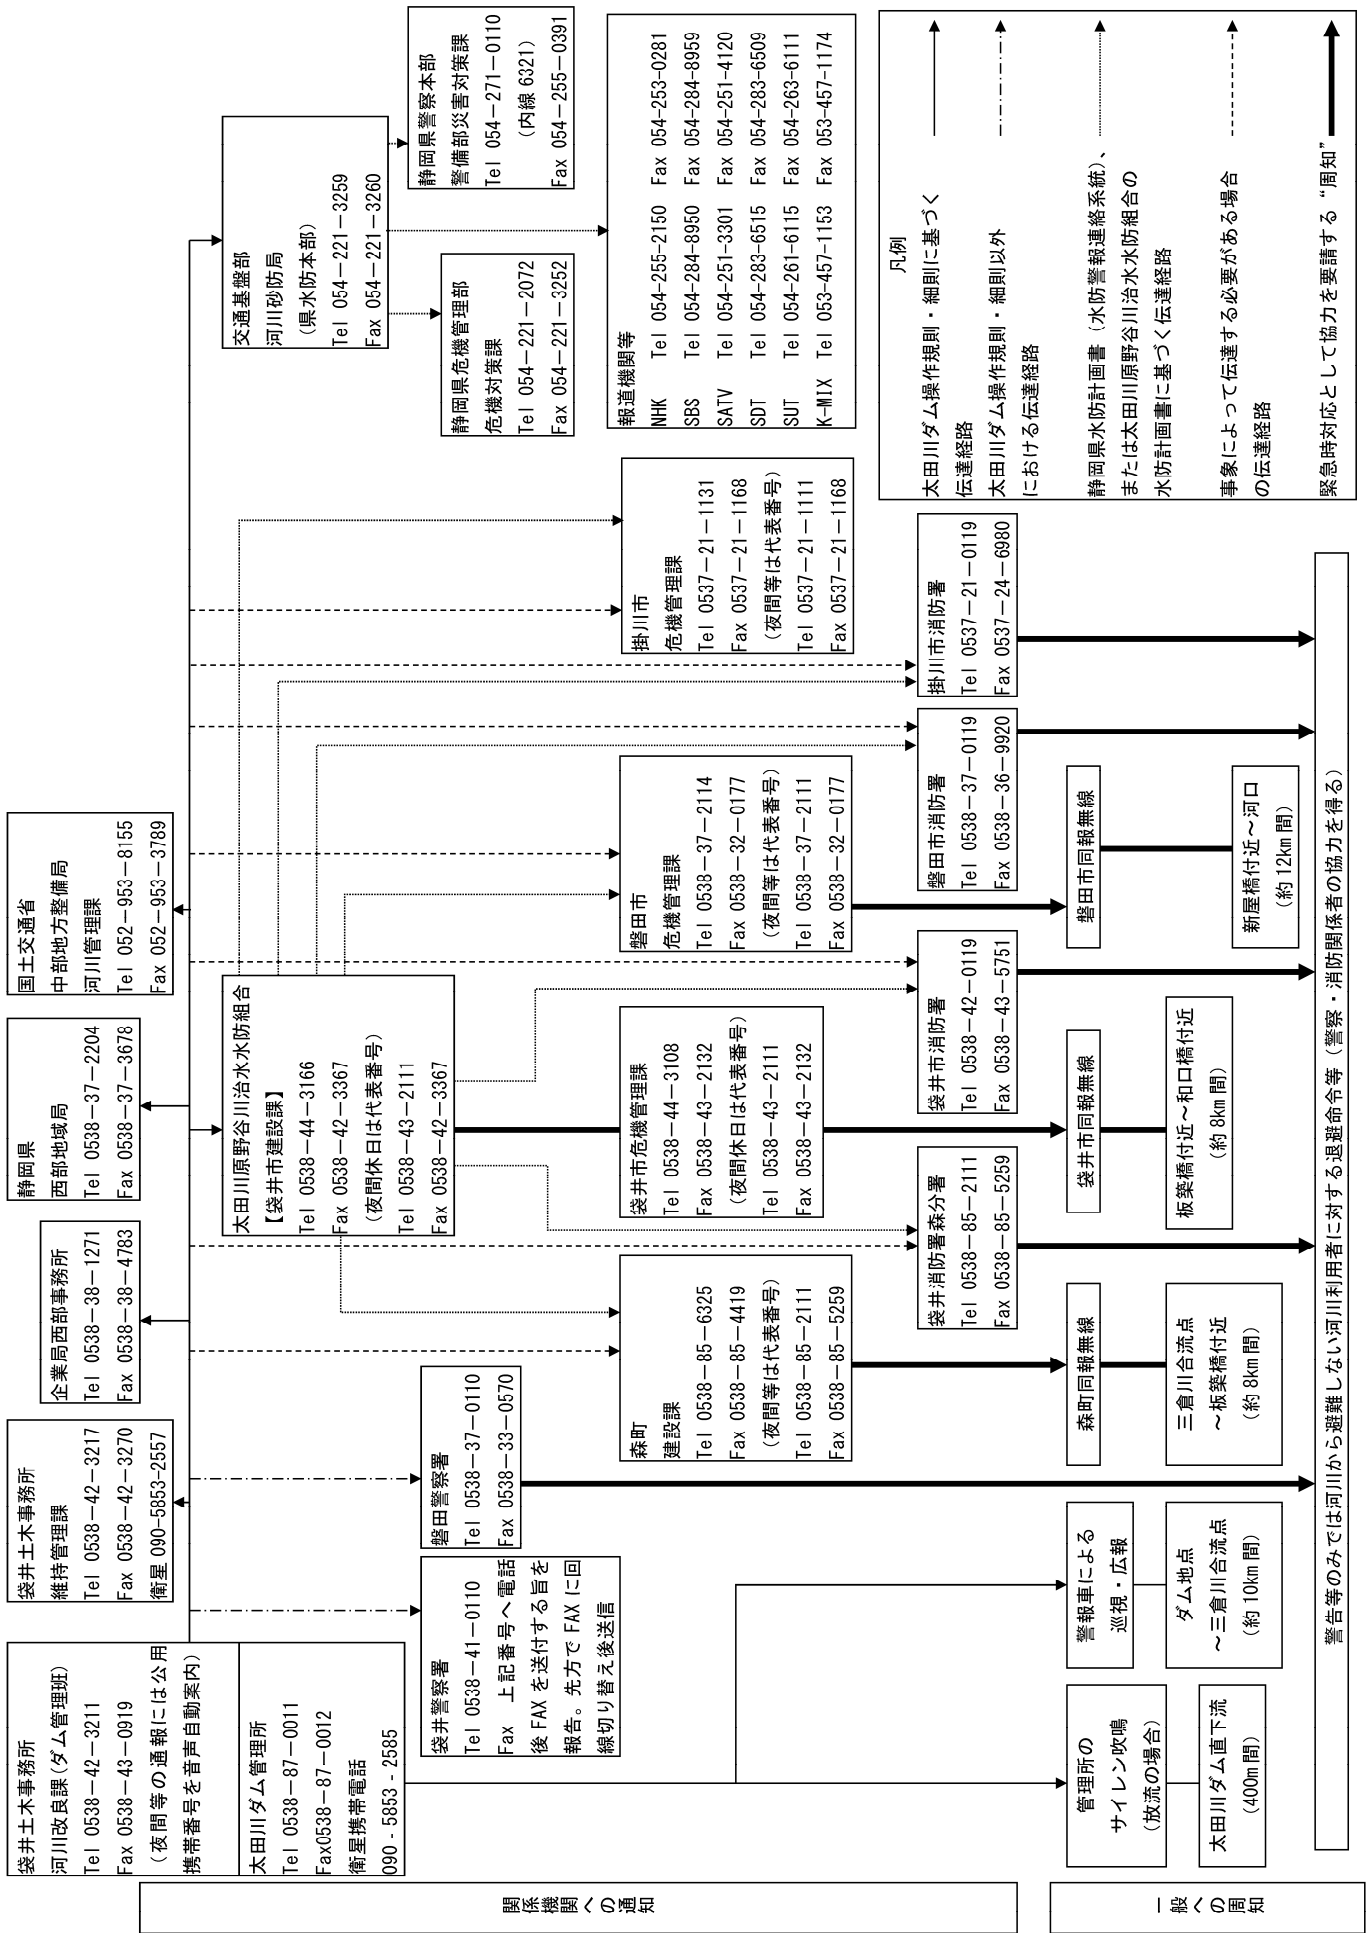 袋井土木事務所
河川改良課(ダム管理班)
Tel 0538－42－3211
Fax 0538－43－0919
（夜間等の通報には公用
携帯番号を音声自動案内）
太田川ダム管理所
Tel 0538－87－0011
Fax0538－87－0012
衛星携帯電話
090‐5853‐2585
袋井土木事務所
維持管理課
Tel 0538－42－3217
Fax 0538－42－3270
衛星 090-5853-2557
企業局西部事務所
Tel 0538－38－1271
Fax 0538－38－4783
静岡県
西部地域局
Tel 0538－37－2204
Fax 0538－37－3678
国土交通省
中部地方整備局
河川管理課
Tel 052－953－8155
Fax 052－953－3789
交通基盤部
河川砂防局
（県水防本部）
Tel 054－221－3259
Fax 054－221－3260
静岡県警察本部
警備部災害対策課
Tel 054－271－0110
（内線 6321）
Fax 054－255－0391
静岡県危機管理部
危機対策課
Tel 054－221－2072
Fax 054－221－3252
報道機関等
NHK Tel 054-255-2150 Fax 054-253-0281
SBS Tel 054-284-8950 Fax 054-284-8959
SATV Tel 054-251-3301 Fax 054-251-4120
SDT Tel 054-283-6515 Fax 054-283-6509
SUT Tel 054-261-6115 Fax 054-263-6111
K-MIX Tel 053-457-1153 Fax 053-457-1174
太田川原野谷川治水水防組合
【袋井市建設課】
Tel 0538－44－3166
Fax 0538－42－3367
（夜間休日は代表番号）
Tel 0538－43－2111
Fax 0538－42－3367
袋井警察署
Tel 0538－41－0110
Fax 上記番号へ電話
後 FAX を送付する旨を
報告。先方で FAX に回
線切り替え後送信
磐田警察署
Tel 0538－37－0110
Fax 0538－33－0570
森町
建設課
Tel 0538－85－6325
Fax 0538－85－4419
（夜間等は代表番号）
Tel 0538－85－2111
Fax 0538－85－5259
袋井市危機管理課
Tel 0538－44－3108
Fax 0538－43－2132
（夜間休日は代表番号）
Tel 0538－43－2111
Fax 0538－43－2132
磐田市
危機管理課
Tel 0538－37－2114
Fax 0538－32－0177
（夜間等は代表番号）
Tel 0538－37－2111
Fax 0538－32－0177
掛川市
危機管理課
Tel 0537－21－1131
Fax 0537－21－1168
（夜間等は代表番号）
Tel 0537－21－1111
Fax 0537－21－1168
袋井消防署森分署
Tel 0538－85－2111
Fax 0538－85－5259
袋井市消防署
Tel 0538－42－0119
Fax 0538－43－5751
磐田市消防署
Tel 0538－37－0119
Fax 0538－36－9920
掛川市消防署
Tel 0537－21－0119
Fax 0537－24－6980
管理所の
サイレン吹鳴
（放流の場合）
太田川ダム直下流
（400m間）
警報車による
巡視・広報
ダム地点
～三倉川合流点
（約 10km間）
森町同報無線
三倉川合流点
～板築橋付近
（約 8km間）
袋井市同報無線
板築橋付近～和口橋付近
（約 8km間）
磐田市同報無線
新屋橋付近～河口
（約 12km間）
警告等のみでは河川から避難しない河川利用者に対する退避命令等（警察・消防関係者の協力を得る）
凡例
太田川ダム操作規則・細則に基づく
伝達経路
太田川ダム操作規則・細則以外
における伝達経路
静岡県水防計画書（水防警報連絡系統）、
または太田川原野谷川治水水防組合の
水防計画書に基づく伝達経路
事象によって伝達する必要がある場合
の伝達経路
緊急時対応として協力を要請する“周知”
関係機関への通知
一般への周知